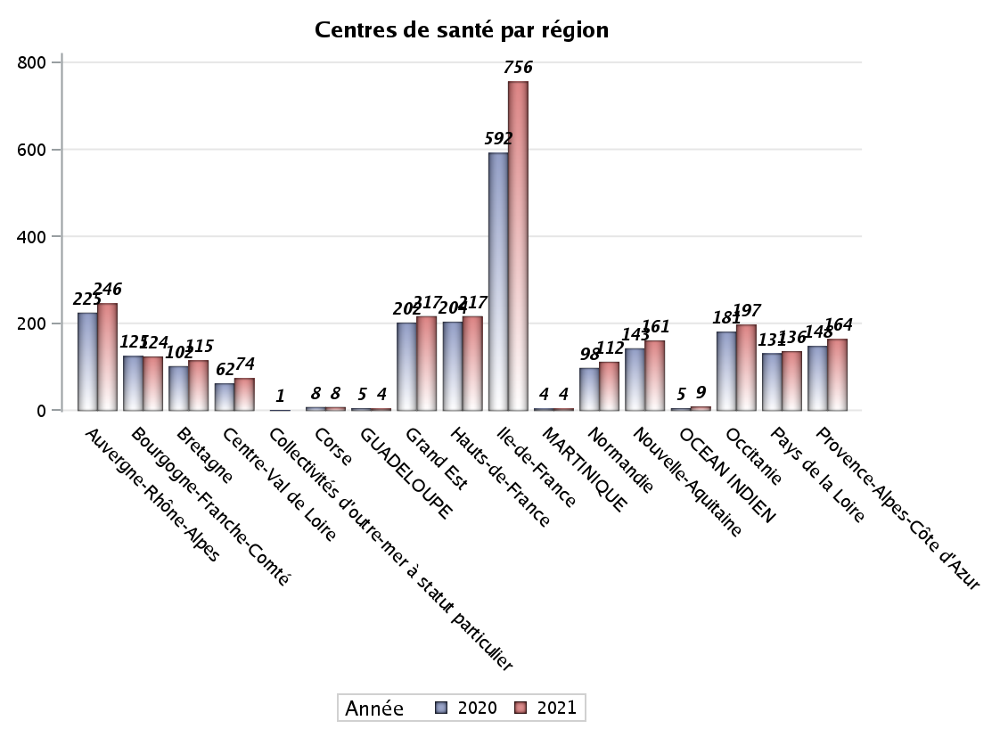 Centres de santé par région
800
600
400
200
0
225
246
125
124
102
115
62
74
1
8
8
5
4
202
217
204
217
592
756
4
4
98
112
143
161
5
9
181
197
131
136
148
164
Auvergne-Rhône-Alpes
Bourgogne-Franche-Comté
Bretagne
Centre-Val de Loire
Collectivités d'outre-mer à statut particulier
Corse
GUADELOUPE
Grand Est
Hauts-de-France
Ile-de-France
MARTINIQUE
Normandie
Nouvelle-Aquitaine
OCEAN INDIEN
Occitanie
Pays de la Loire
Provence-Alpes-Côte d'Azur
Année 2020 2021